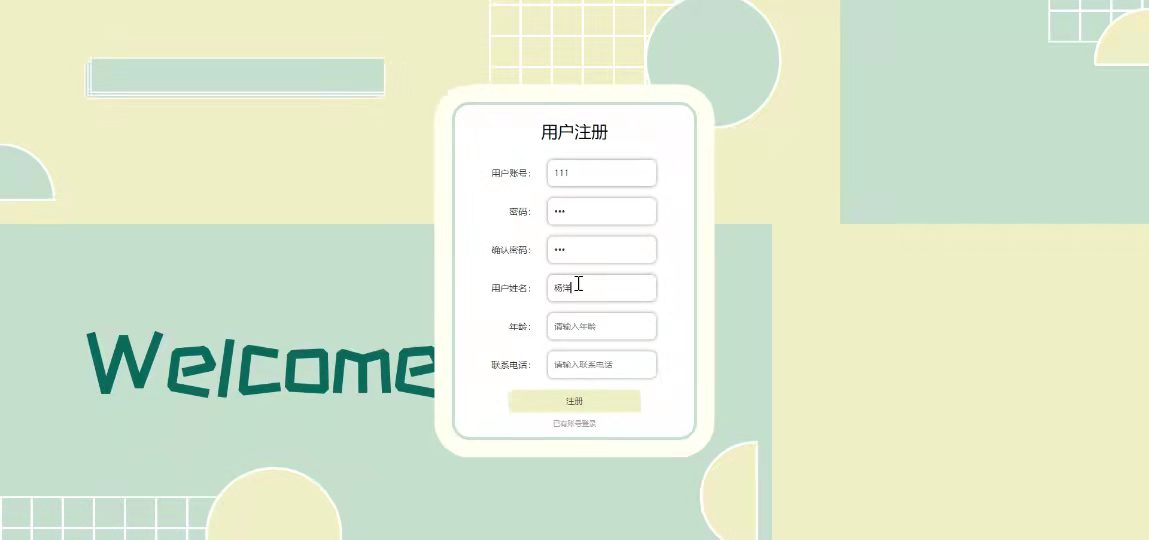 用户注册
用户账号： 111
密码： •••
确认密码： •••
用户姓名： 杨洋
年龄： 请输入年龄
联系电话： 请输入联系电话
Welcome
注册
已有账号登录